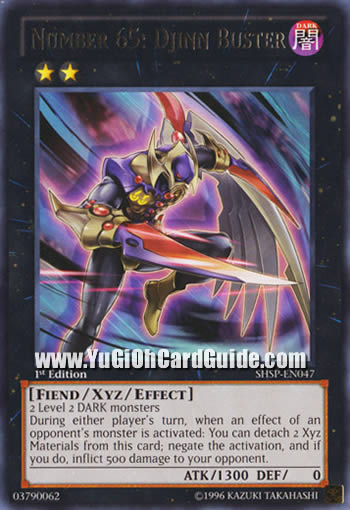 Number 65: Djinn Buster
DARK
闇
www.YuGiOhCardGuide.com
1st Edition
SHSP-EN047
[Fiend/Xyz/Effect]
2 Level 2 DARK monsters
During either player's turn, when an effect of an
opponent's monster is activated: You can detach 2 Xyz
Materials from this card; negate the activation, and if
you do, inflict 500 damage to your opponent.
ATK/1300 DEF/ 0
03790062
©1996 KAZUKI TAKAHASHI